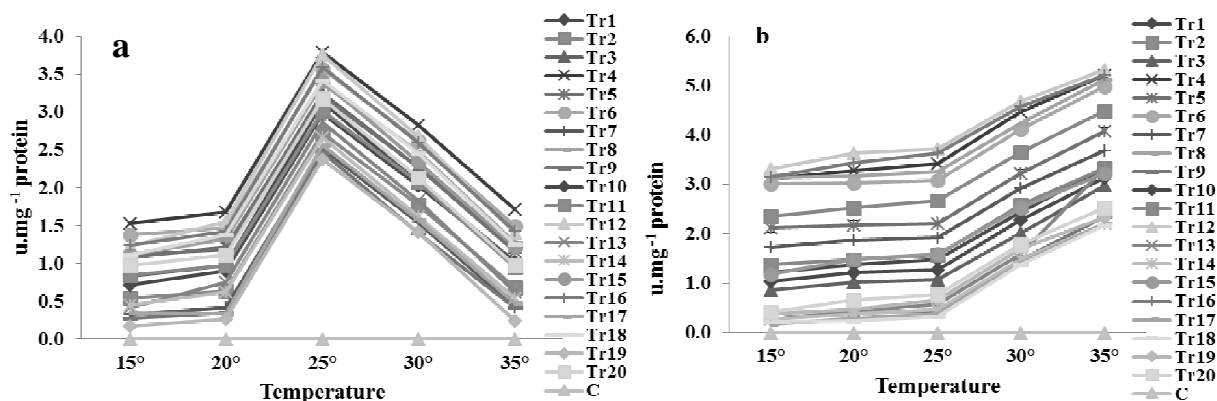 a
4.0
3.5
3.0
2.5
2.0
1.5
1.0
0.5
0.0
u.mg⁻¹ protein
15° 20° 25° 30° 35°
Temperature
Tr1
Tr2
Tr3
Tr4
Tr5
Tr6
Tr7
Tr8
Tr9
Tr10
Tr11
Tr12
Tr13
Tr14
Tr15
Tr16
Tr17
Tr18
Tr19
Tr20
C
b
6.0
5.0
4.0
3.0
2.0
1.0
0.0
u.mg⁻¹ protein
15° 20° 25° 30° 35°
Temperature
Tr1
Tr2
Tr3
Tr4
Tr5
Tr6
Tr7
Tr8
Tr9
Tr10
Tr11
Tr12
Tr13
Tr14
Tr15
Tr16
Tr17
Tr18
Tr19
Tr20
C